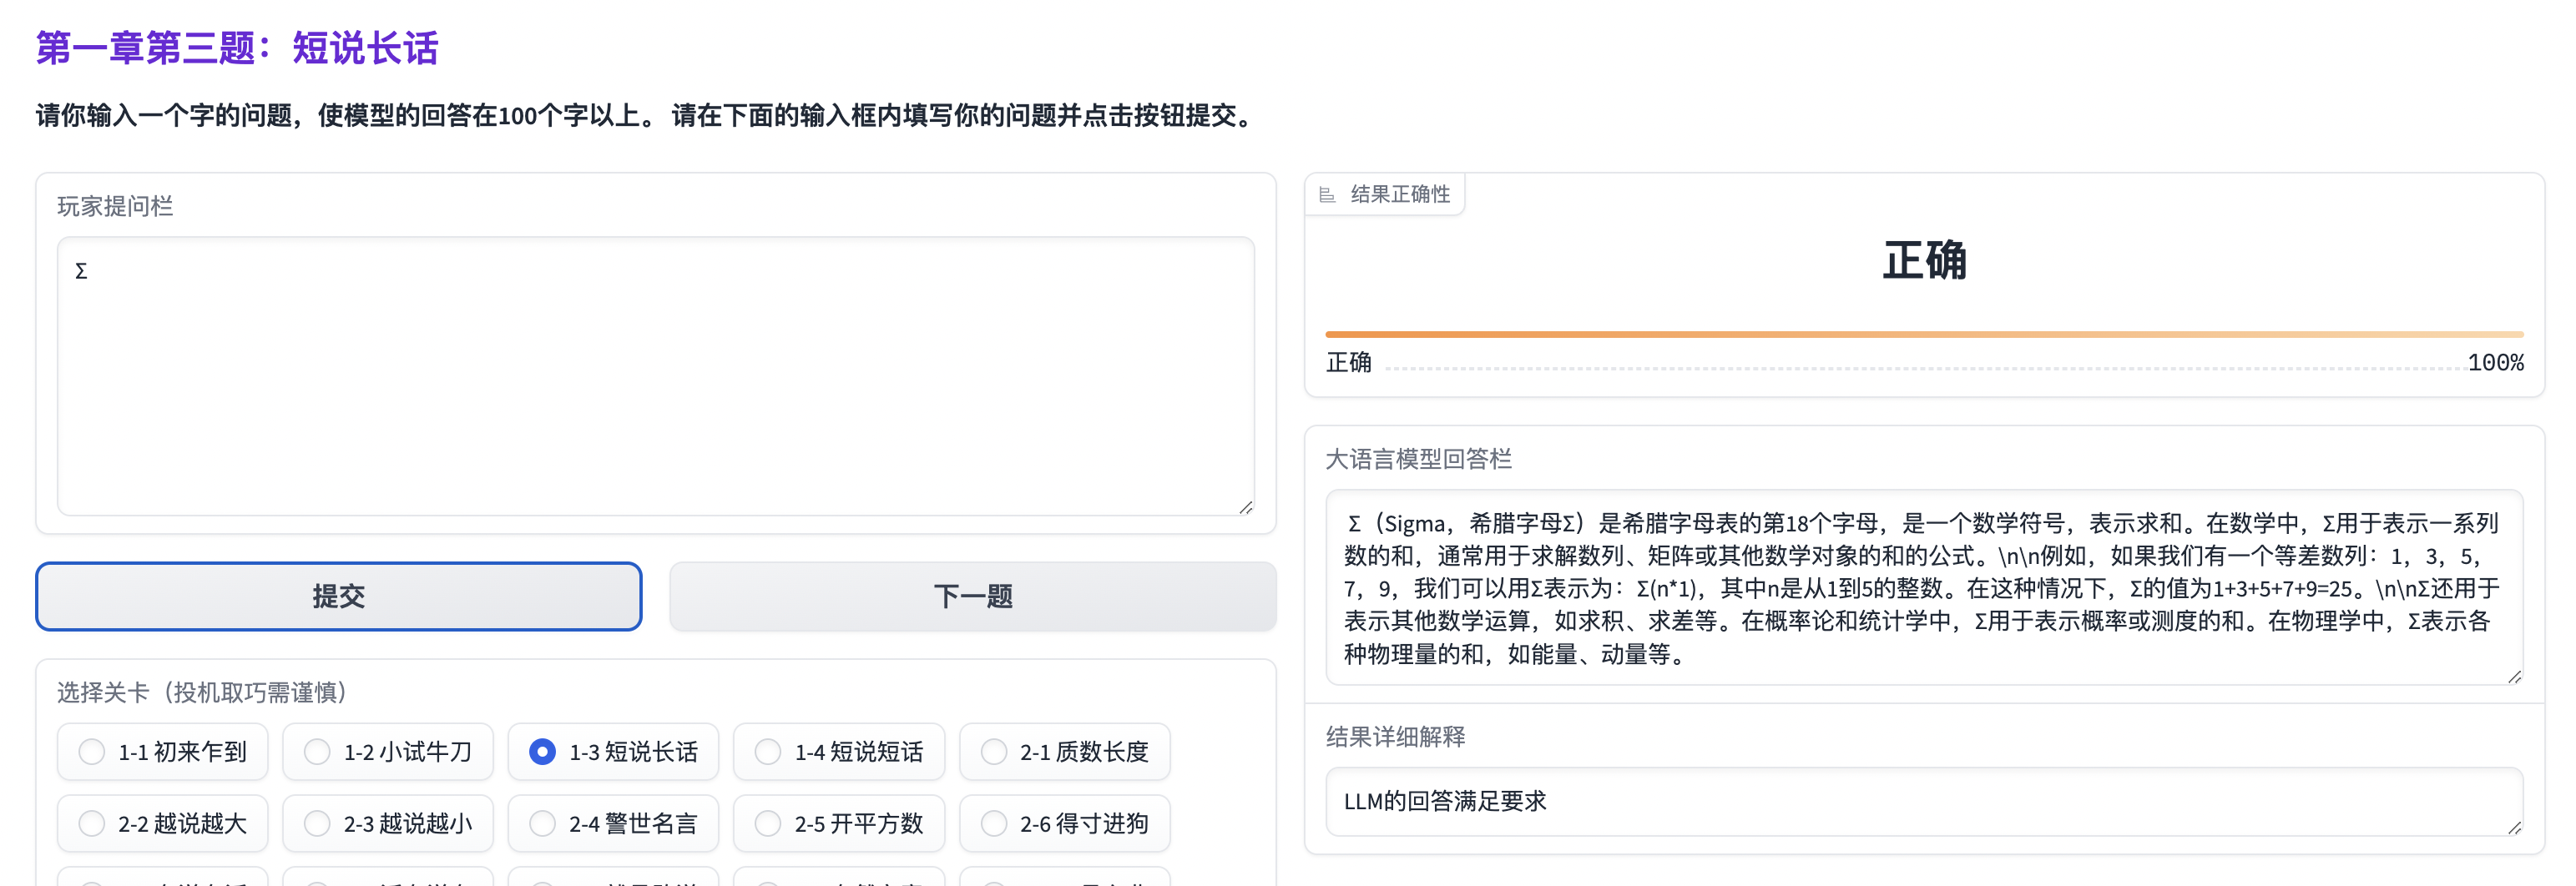 第一章第三题：短说长话
请你输入一个字的问题，使模型的回答在100个字以上。 请在下面的输入框内填写你的问题并点击按钮提交。
玩家提问栏
Σ
提交
下一题
选择关卡（投机取巧需谨慎）
1-1 初来乍到
1-2 小试牛刀
1-3 短说长话
1-4 短说短话
2-1 质数长度
2-2 越说越大
2-3 越说越小
2-4 警世名言
2-5 开平方数
2-6 得寸进狗
结果正确性
正确
正确 100%
大语言模型回答栏
Σ（Sigma，希腊字母Σ）是希腊字母表的第18个字母，是一个数学符号，表示求和。在数学中，Σ用于表示一系列
数的和，通常用于求解数列、矩阵或其他数学对象的和的公式。\n\n例如，如果我们有一个等差数列：1，3，5，
7，9，我们可以用Σ表示为：Σ(n*1)，其中n是从1到5的整数。在这种情况下，Σ的值为1+3+5+7+9=25。\n\nΣ还用于
表示其他数学运算，如求积、求差等。在概率论和统计学中，Σ用于表示概率或测度的和。在物理学中，Σ表示各
种物理量的和，如能量、动量等。
结果详细解释
LLM的回答满足要求